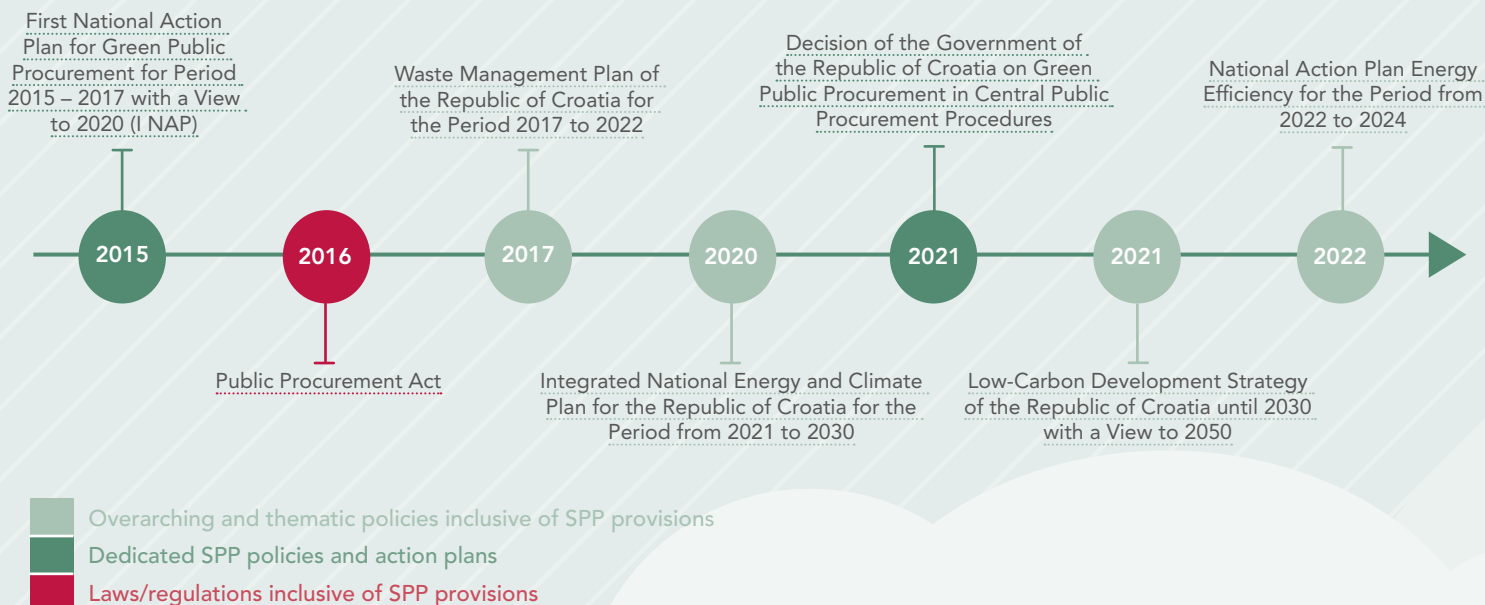 First National Action
Plan for Green Public
Procurement for Period
2015 – 2017 with a View
to 2020 (I NAP)
Waste Management Plan of
the Republic of Croatia for
the Period 2017 to 2022
Decision of the Government of
the Republic of Croatia on Green
Public Procurement in Central Public
Procurement Procedures
National Action Plan Energy
Efficiency for the Period from
2022 to 2024
2015
2016
2017
2020
2021
2021
2022
Public Procurement Act
Integrated National Energy and Climate
Plan for the Republic of Croatia for the
Period from 2021 to 2030
Low-Carbon Development Strategy
of the Republic of Croatia until 2030
with a View to 2050
Overarching and thematic policies inclusive of SPP provisions
Dedicated SPP policies and action plans
Laws/regulations inclusive of SPP provisions